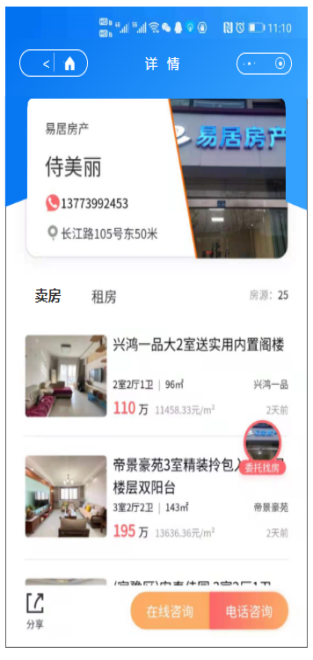 11:10
详 情
易居房产
易居房产
侍美丽
13773992453
长江路105号东50米
卖房
租房
房源：25
兴鸿一品大2室送实用内置阁楼
2室2厅1卫 | 96㎡
兴鸿一品
110 万 11458.33元/m²
2天前
委托找房
帝景豪苑3室精装拎包入
楼层双阳台
3室2厅2卫 | 143㎡
帝景豪苑
195 万 13636.36元/m²
2天前
分享
在线咨询
电话咨询